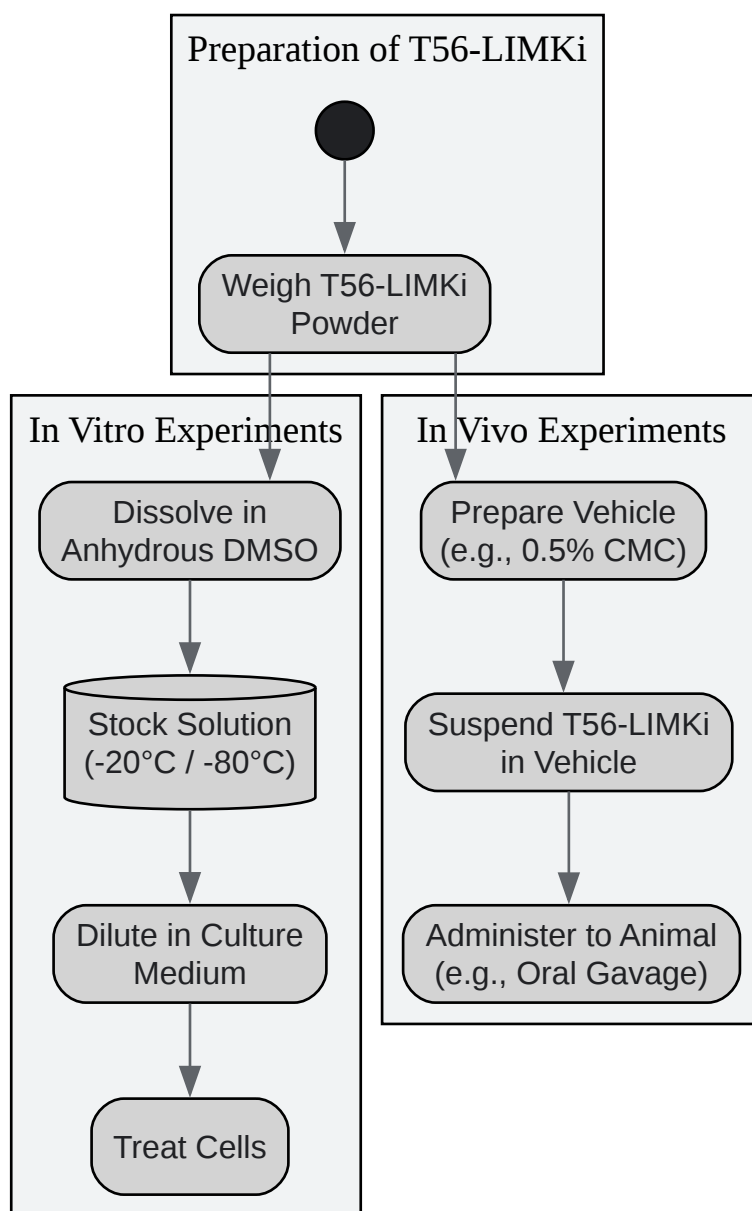 Preparation of T56-LIMKi
Weigh T56-LIMKi
Powder
In Vitro Experiments
Dissolve in
Anhydrous DMSO
Stock Solution
(-20°C / -80°C)
Dilute in Culture
Medium
Treat Cells
In Vivo Experiments
Prepare Vehicle
(e.g., 0.5% CMC)
Suspend T56-LIMKi
in Vehicle
Administer to Animal
(e.g., Oral Gavage)